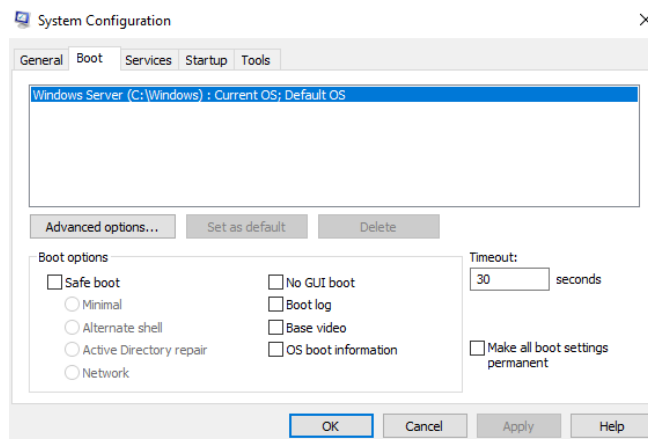 System Configuration
General Boot Services Startup Tools
Windows Server (C:\Windows) : Current OS; Default OS
Advanced options... Set as default Delete
Boot options
Safe boot
Minimal
Alternate shell
Active Directory repair
Network
No GUI boot
Boot log
Base video
OS boot information
Timeout:
30 seconds
Make all boot settings
permanent
OK Cancel Apply Help